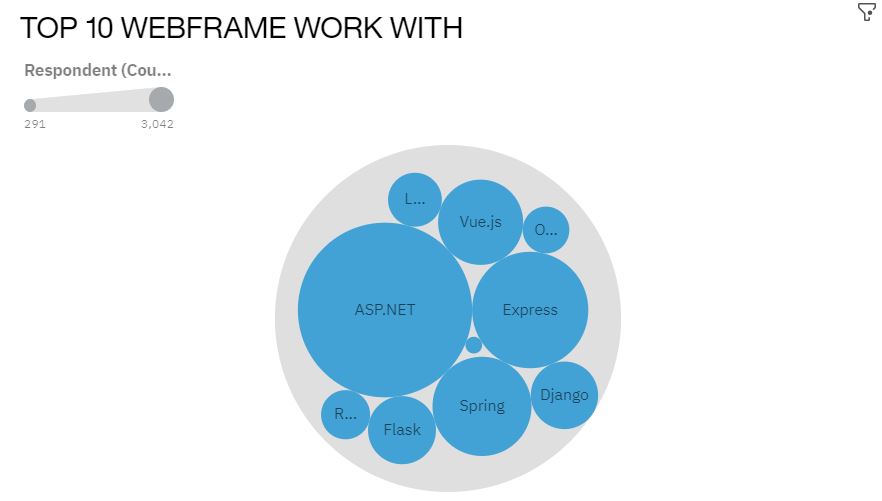 TOP 10 WEBFRAME WORK WITH
Respondent (Cou...
291
3,042
L...
Vue.js
O...
ASP.NET
Express
Django
Spring
R...
Flask